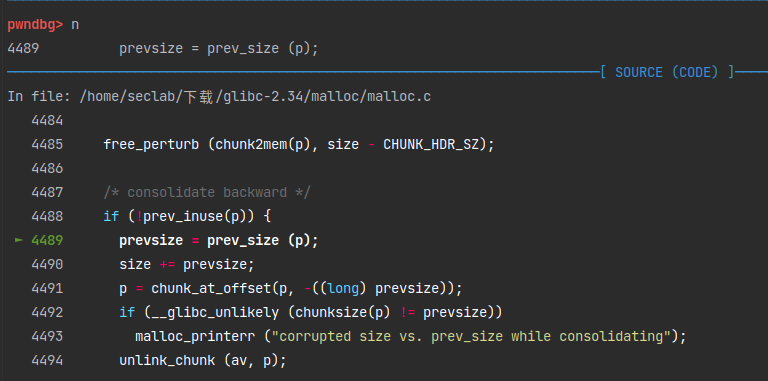 pwndbg> n
4489          prevsize = prev_size (p);
[ SOURCE (CODE) ]
In file: /home/seclab/下载/glibc-2.34/malloc/malloc.c
   4484
   4485     free_perturb (chunk2mem(p), size - CHUNK_HDR_SZ);
   4486
   4487     /* consolidate backward */
   4488     if (!prev_inuse(p)) {
 ► 4489       prevsize = prev_size (p);
   4490       size += prevsize;
   4491       p = chunk_at_offset(p, -((long) prevsize));
   4492       if (__glibc_unlikely (chunksize(p) != prevsize))
   4493         malloc_printerr ("corrupted size vs. prev_size while consolidating");
   4494       unlink_chunk (av, p);